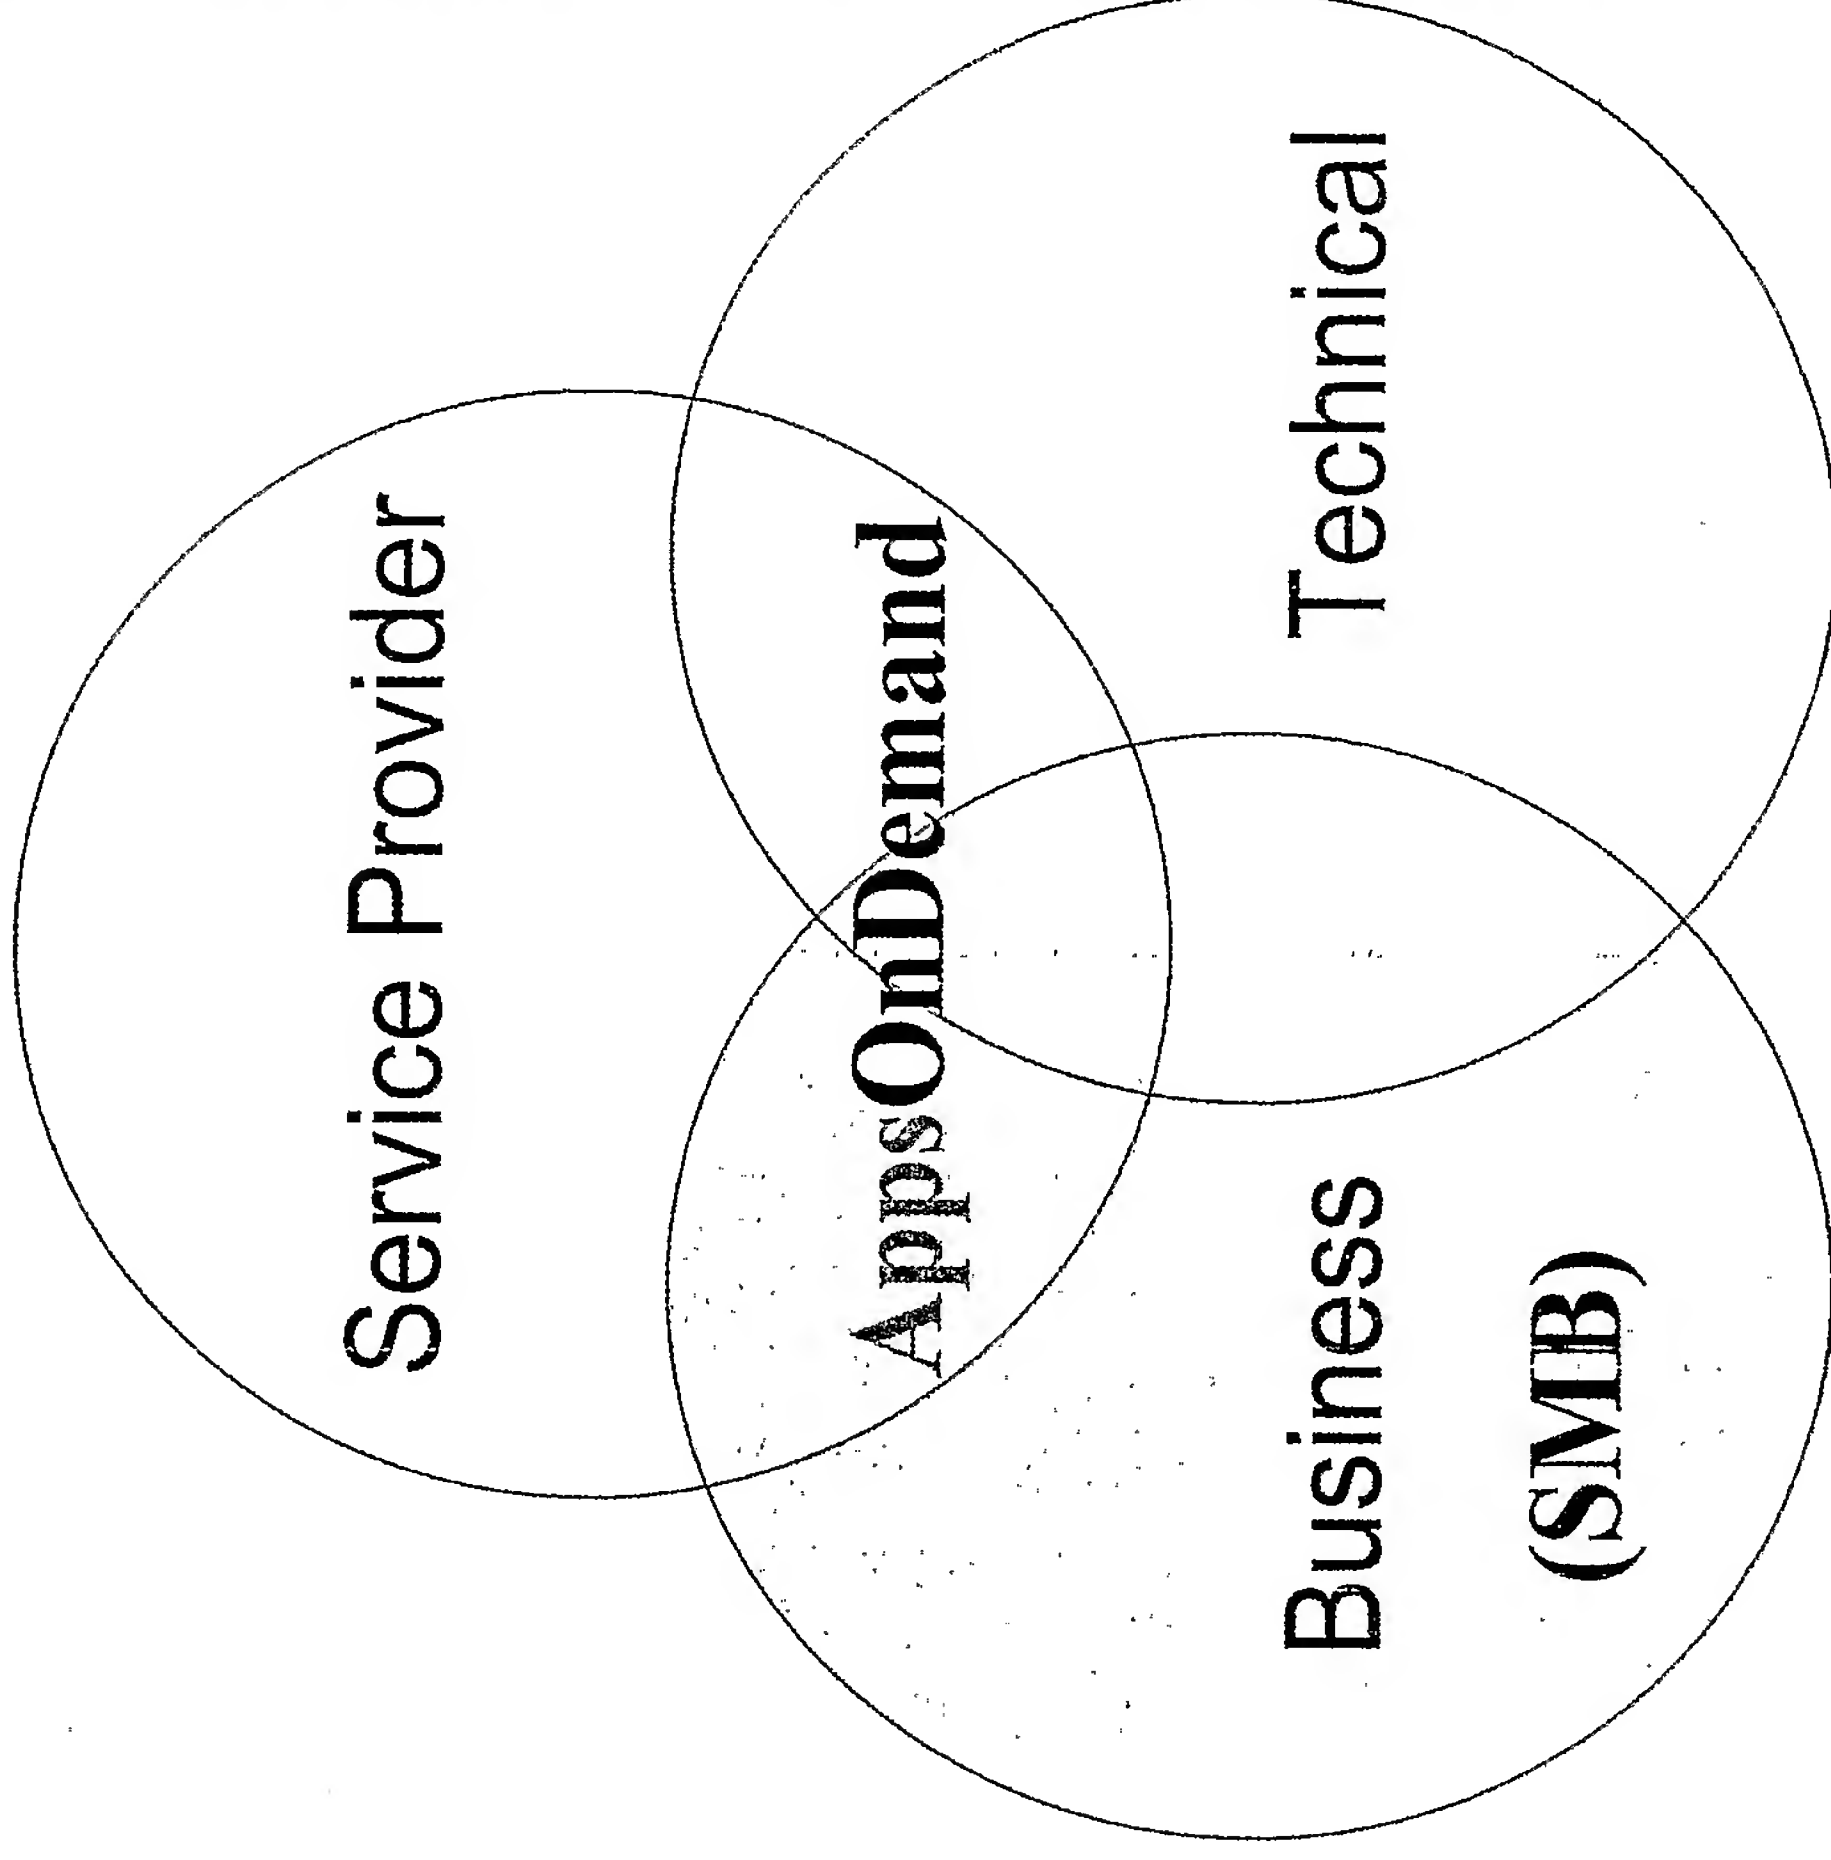 Service Provider
AppsOnDemand
Business
(SMB)
Technical